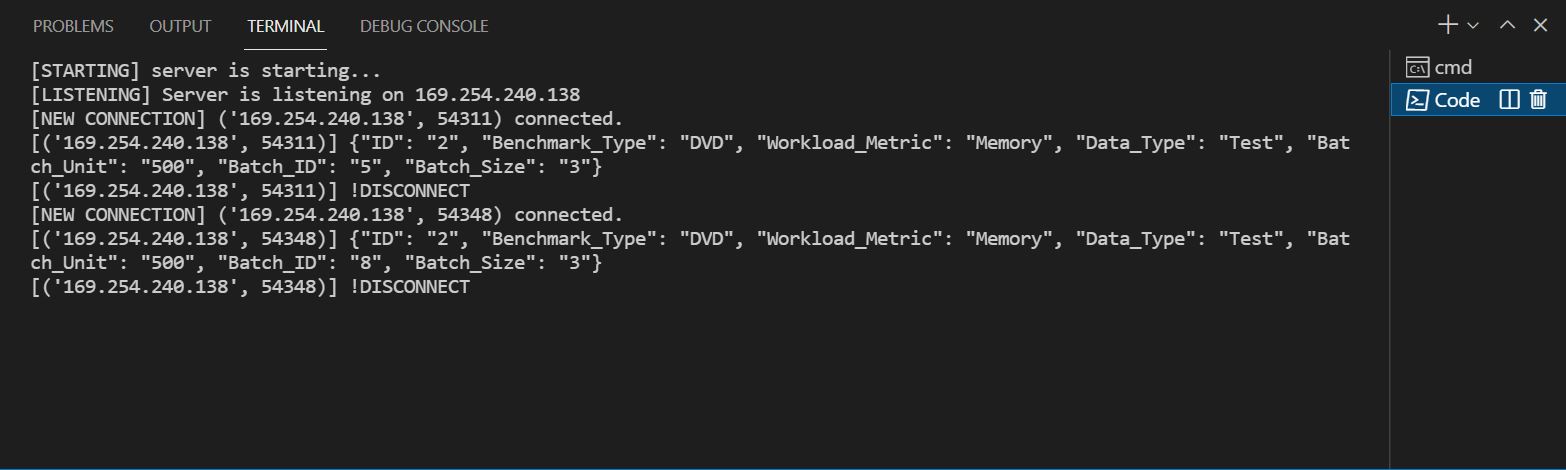 PROBLEMS OUTPUT TERMINAL DEBUG CONSOLE
[STARTING] server is starting...
[LISTENING] Server is listening on 169.254.240.138
[NEW CONNECTION] ('169.254.240.138', 54311) connected.
[('169.254.240.138', 54311)] {"ID": "2", "Benchmark_Type": "DVD", "Workload_Metric": "Memory", "Data_Type": "Test", "Bat
ch_Unit": "500", "Batch_ID": "5", "Batch_Size": "3"}
[('169.254.240.138', 54311)] !DISCONNECT
[NEW CONNECTION] ('169.254.240.138', 54348) connected.
[('169.254.240.138', 54348)] {"ID": "2", "Benchmark_Type": "DVD", "Workload_Metric": "Memory", "Data_Type": "Test", "Bat
ch_Unit": "500", "Batch_ID": "8", "Batch_Size": "3"}
[('169.254.240.138', 54348)] !DISCONNECT
cmd
Code